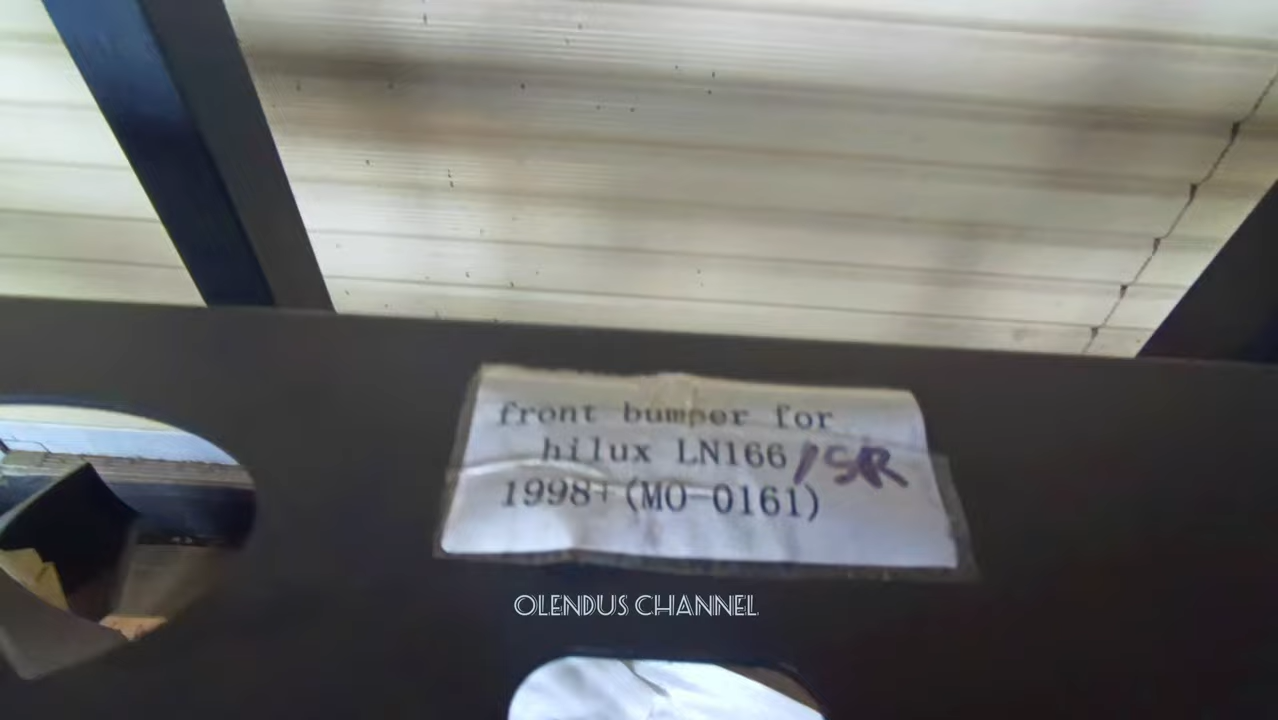 front bumper for
hilux LN166/SR
1998+(MO-0161)
OLENDUS CHANNEL